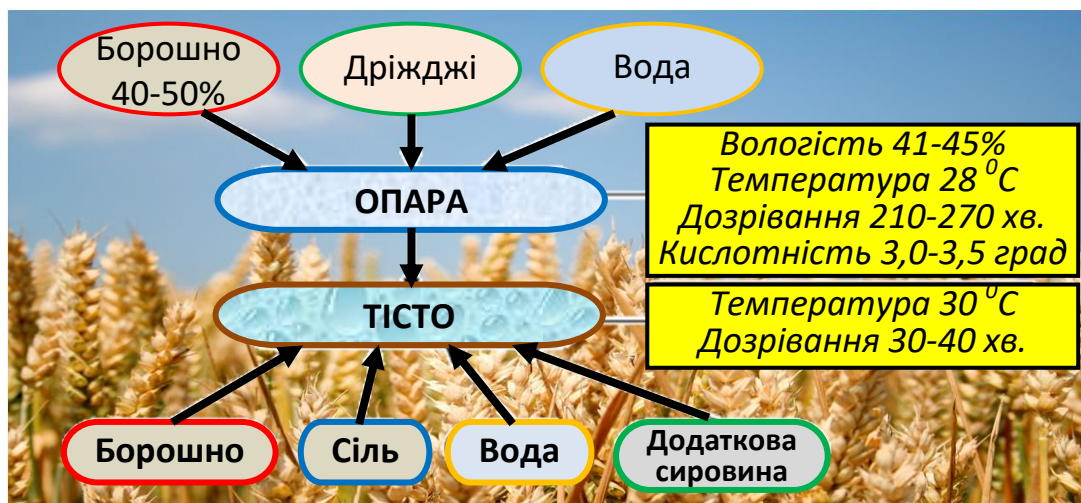 Борошно
40-50%
Дріжджі
Вода
ОПАРА
Вологість 41-45%
Температура 28 ⁰С
Дозрівання 210-270 хв.
Кислотність 3,0-3,5 град
ТІСТО
Температура 30 ⁰С
Дозрівання 30-40 хв.
Борошно
Сіль
Вода
Додаткова
сировина